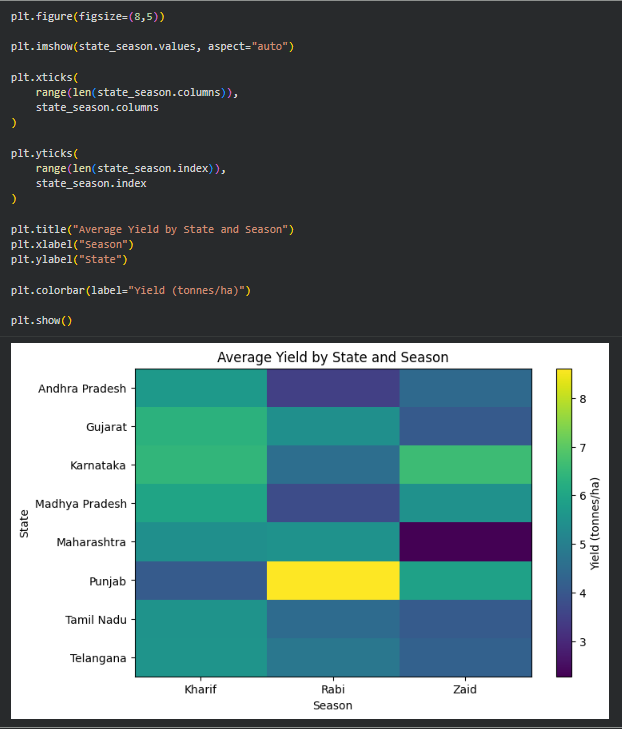 plt.figure(figsize=(8,5))
plt.imshow(state_season.values, aspect="auto")
plt.xticks(
    range(len(state_season.columns)),
    state_season.columns
)
plt.yticks(
    range(len(state_season.index)),
    state_season.index
)
plt.title("Average Yield by State and Season")
plt.xlabel("Season")
plt.ylabel("State")
plt.colorbar(label="Yield (tonnes/ha)")
plt.show()
Average Yield by State and Season
State
Andhra Pradesh
Gujarat
Karnataka
Madhya Pradesh
Maharashtra
Punjab
Tamil Nadu
Telangana
Kharif Rabi Zaid
Season
8
7
6
5
4
3
Yield (tonnes/ha)